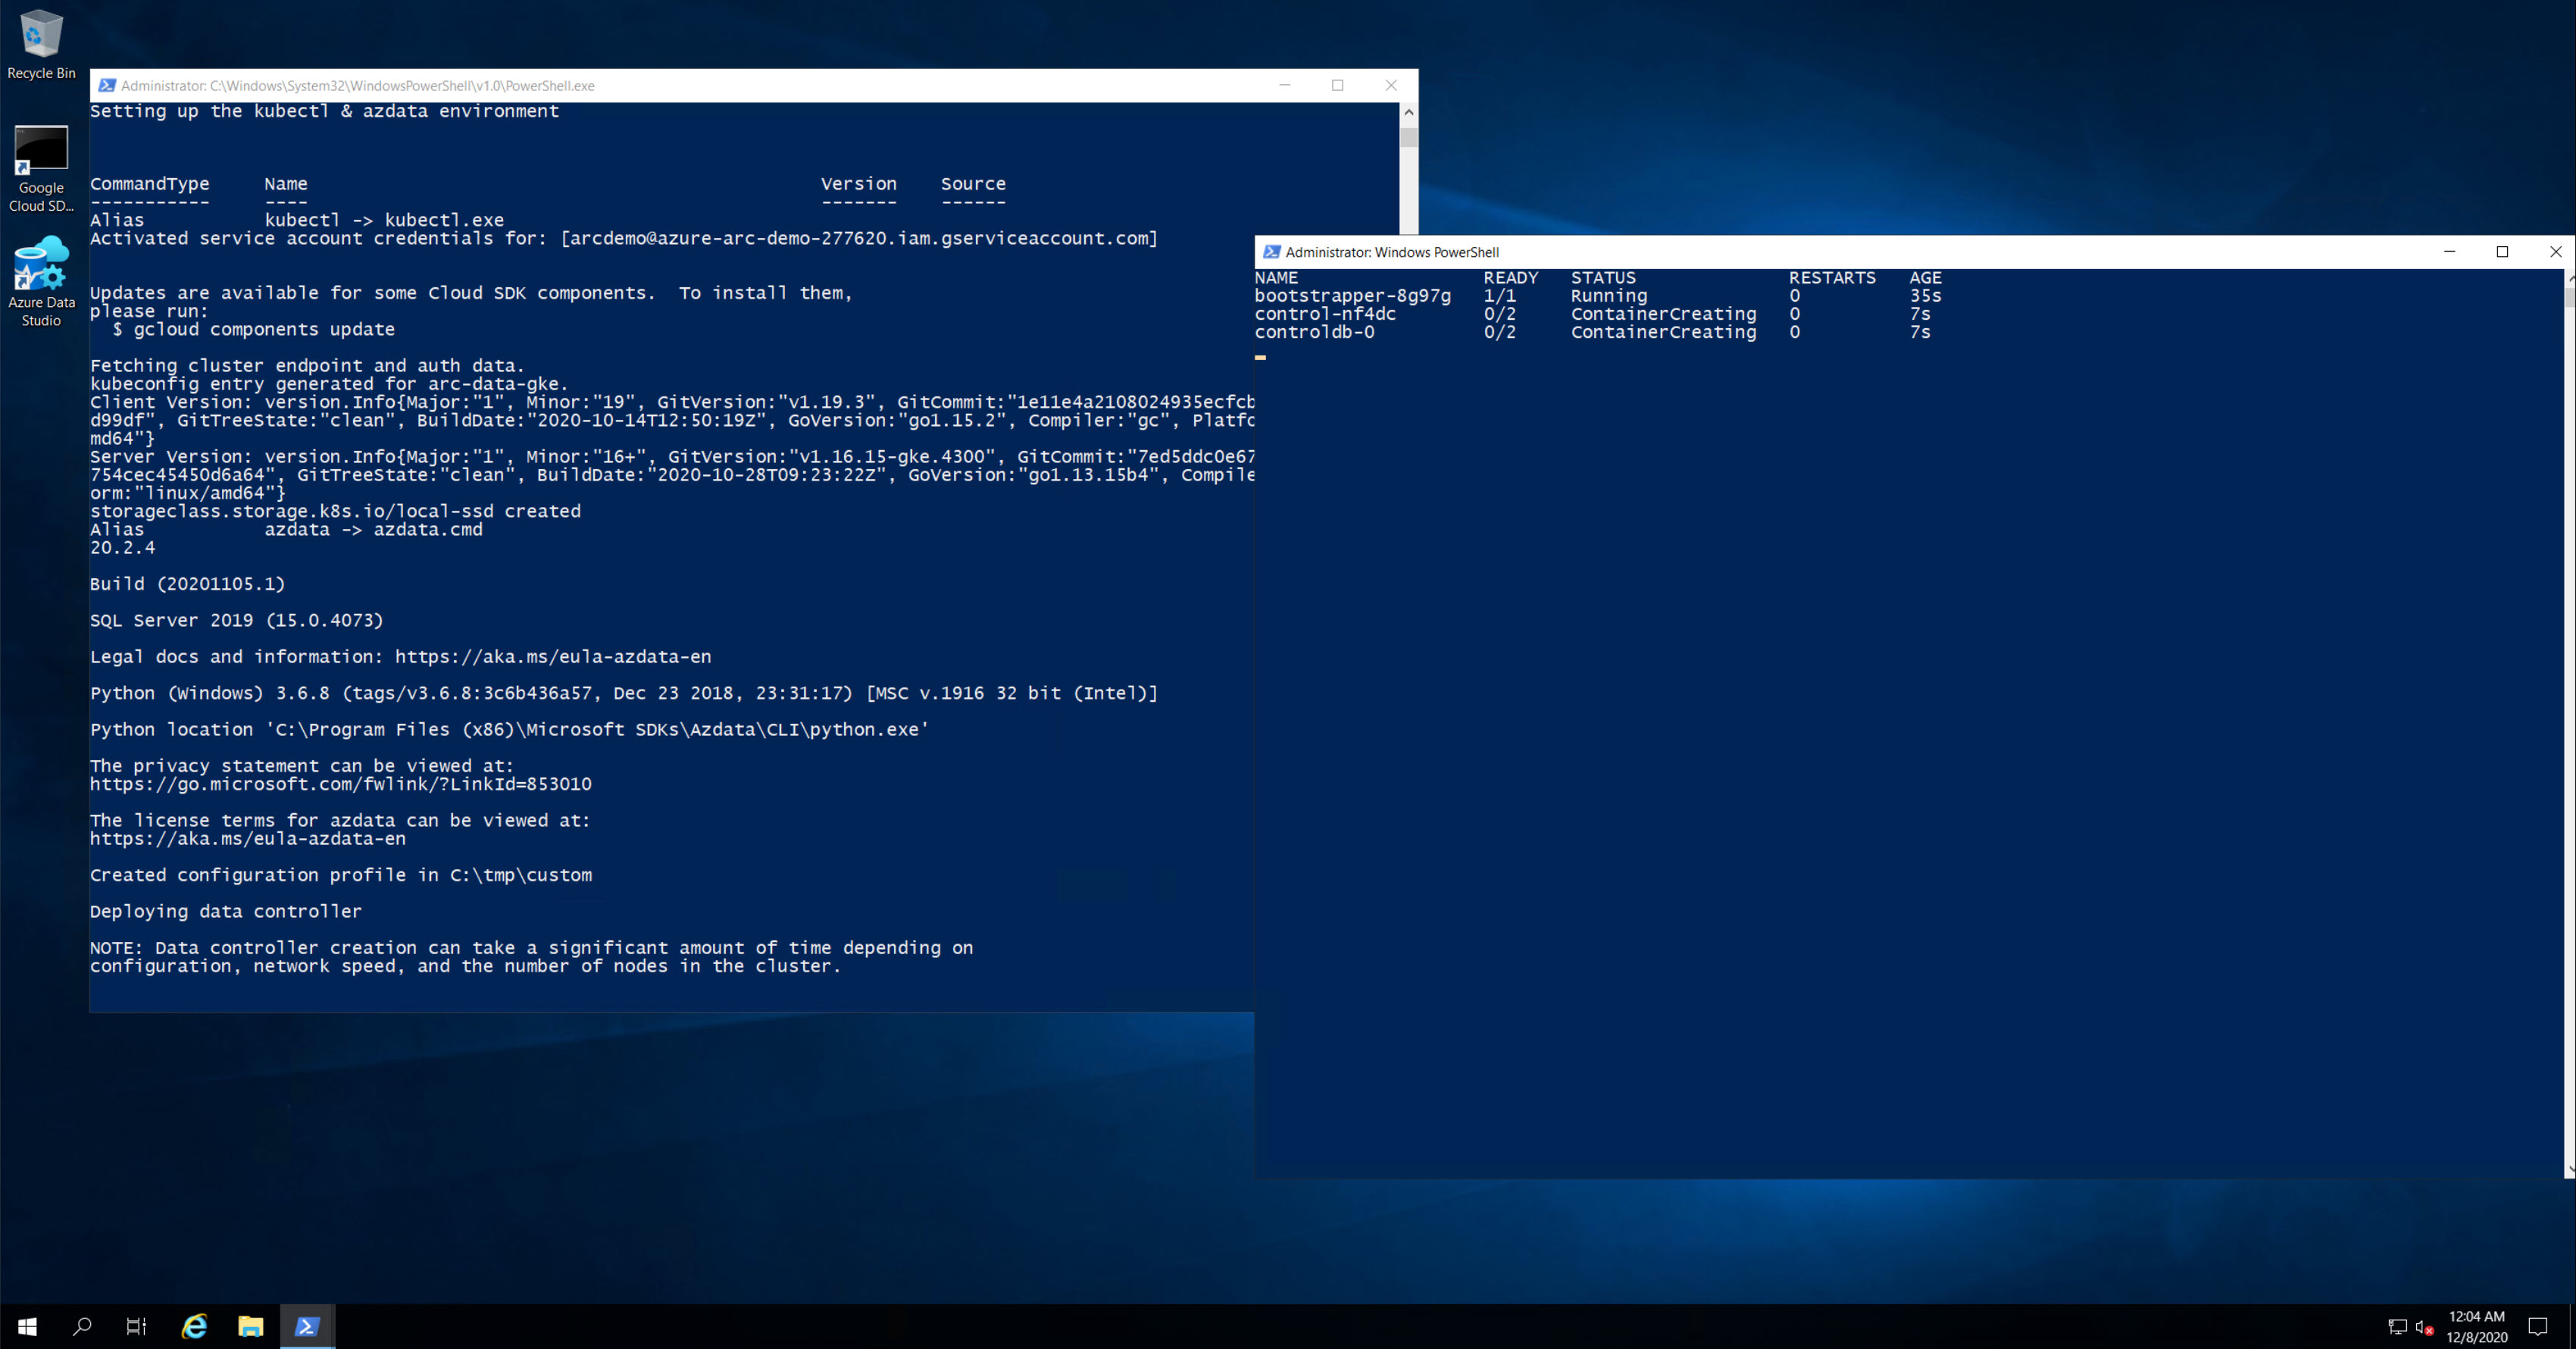 Recycle Bin
Google
Cloud SD...
Azure Data
Studio
Administrator: C:\Windows\System32\WindowsPowerShell\v1.0\PowerShell.exe
Setting up the kubectl & azdata environment
CommandType     Name                                               Version    Source
-----------     ----                                               -------    ------
Alias           kubectl -> kubectl.exe
Activated service account credentials for: [arcdemo@azure-arc-demo-277620.iam.gserviceaccount.com]
Updates are available for some Cloud SDK components.  To install them,
please run:
  $ gcloud components update
Fetching cluster endpoint and auth data.
kubeconfig entry generated for arc-data-gke.
Client Version: version.Info{Major:"1", Minor:"19", GitVersion:"v1.19.3", GitCommit:"1e11e4a2108024935ecfcb
d99df", GitTreeState:"clean", BuildDate:"2020-10-14T12:50:19Z", GoVersion:"go1.15.2", Compiler:"gc", Platfo
md64"}
Server Version: version.Info{Major:"1", Minor:"16+", GitVersion:"v1.16.15-gke.4300", GitCommit:"7ed5ddc0e67
754cec45450d6a64", GitTreeState:"clean", BuildDate:"2020-10-28T09:23:22Z", GoVersion:"go1.13.15b4", Compile
orm:"linux/amd64"}
storageclass.storage.k8s.io/local-ssd created
Alias           azdata -> azdata.cmd
20.2.4
Build (20201105.1)
SQL Server 2019 (15.0.4073)
Legal docs and information: https://aka.ms/eula-azdata-en
Python (Windows) 3.6.8 (tags/v3.6.8:3c6b436a57, Dec 23 2018, 23:31:17) [MSC v.1916 32 bit (Intel)]
Python location 'C:\Program Files (x86)\Microsoft SDKs\Azdata\CLI\python.exe'
The privacy statement can be viewed at:
https://go.microsoft.com/fwlink/?LinkId=853010
The license terms for azdata can be viewed at:
https://aka.ms/eula-azdata-en
Created configuration profile in C:\tmp\custom
Deploying data controller
NOTE: Data controller creation can take a significant amount of time depending on
configuration, network speed, and the number of nodes in the cluster.
Administrator: Windows PowerShell
NAME                 READY   STATUS              RESTARTS   AGE
bootstrapper-8g97g   1/1     Running             0          35s
control-nf4dc        0/2     ContainerCreating   0          7s
controldb-0          0/2     ContainerCreating   0          7s
12:04 AM
12/8/2020